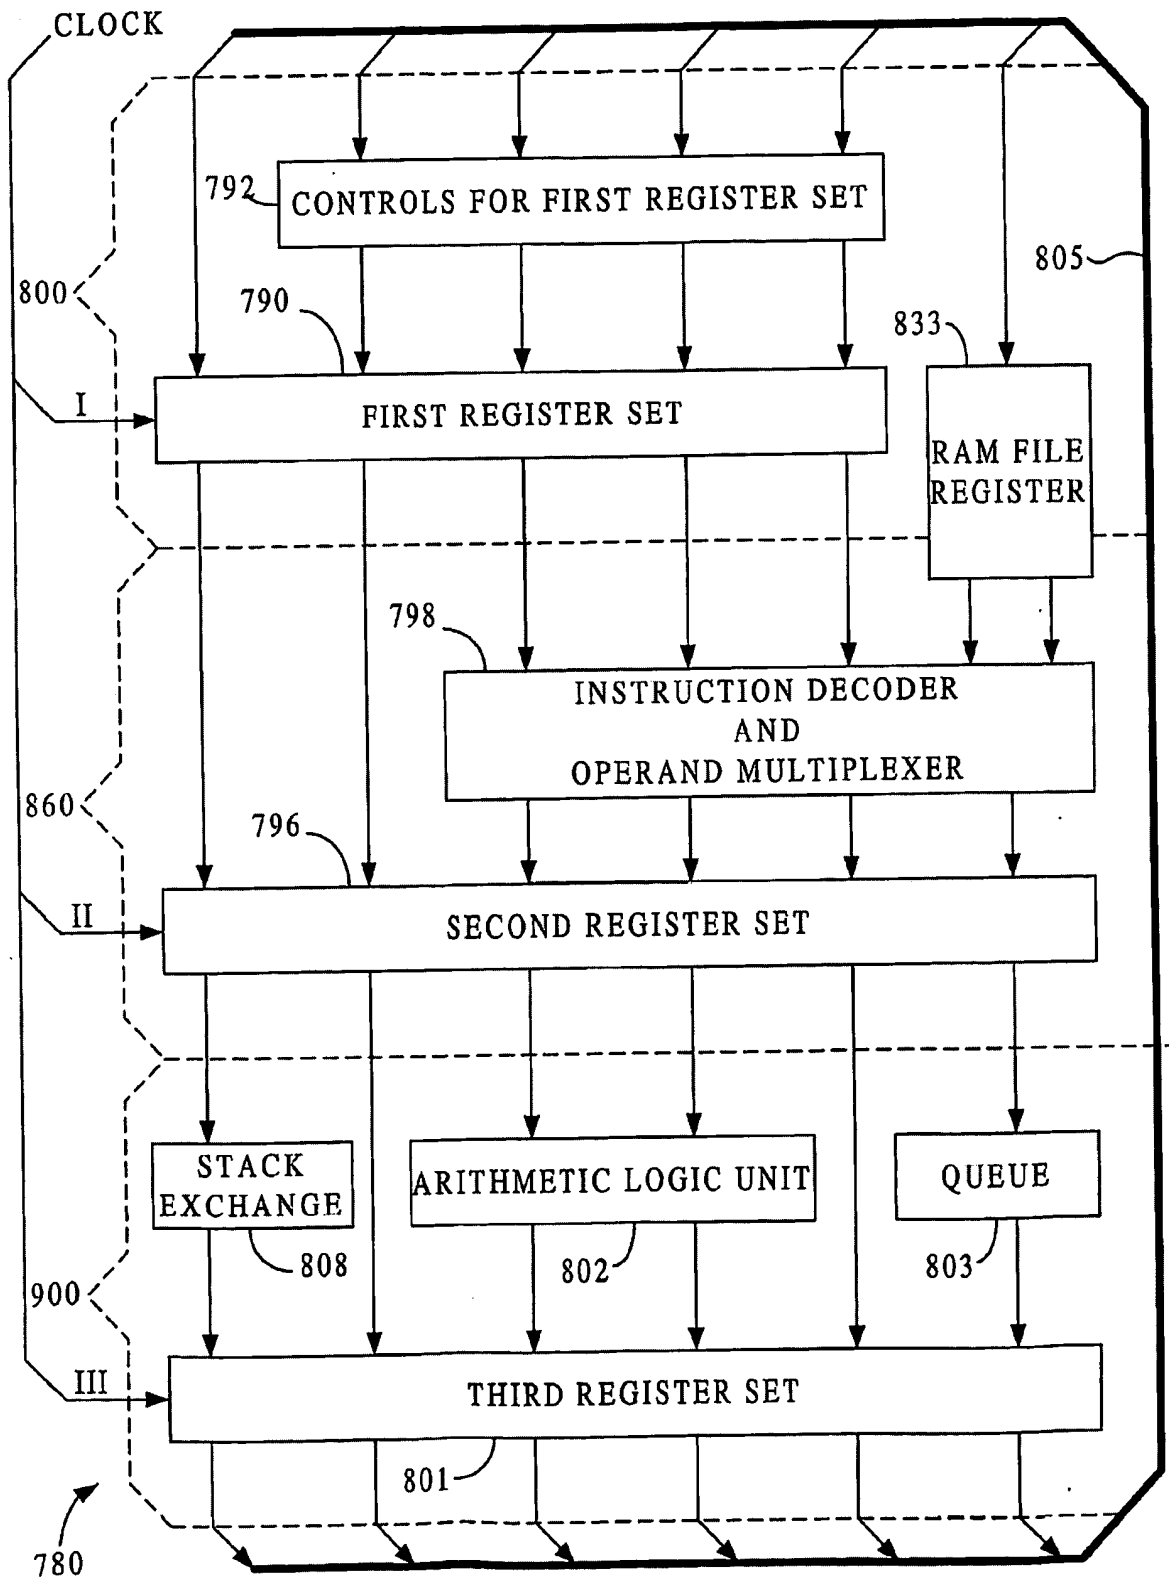 CLOCK
792
CONTROLS FOR FIRST REGISTER SET
805
800
790
833
I
FIRST REGISTER SET
RAM FILE
REGISTER
798
INSTRUCTION DECODER
AND
OPERAND MULTIPLEXER
860
796
II
SECOND REGISTER SET
STACK
EXCHANGE
ARITHMETIC LOGIC UNIT
QUEUE
808
802
803
900
III
THIRD REGISTER SET
801
780